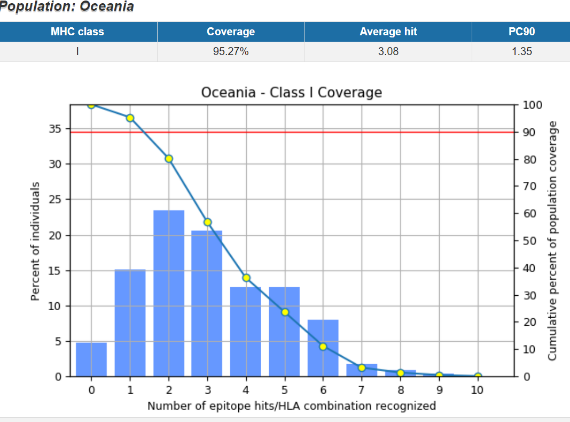 Population: Oceania
MHC class Coverage Average hit PC90
I 95.27% 3.08 1.35
Oceania - Class I Coverage
Percent of individuals
35
30
25
20
15
10
5
0
100
90
80
70
60
50
40
30
20
10
0
Cumulative percent of population coverage
0 1 2 3 4 5 6 7 8 9 10
Number of epitope hits/HLA combination recognized